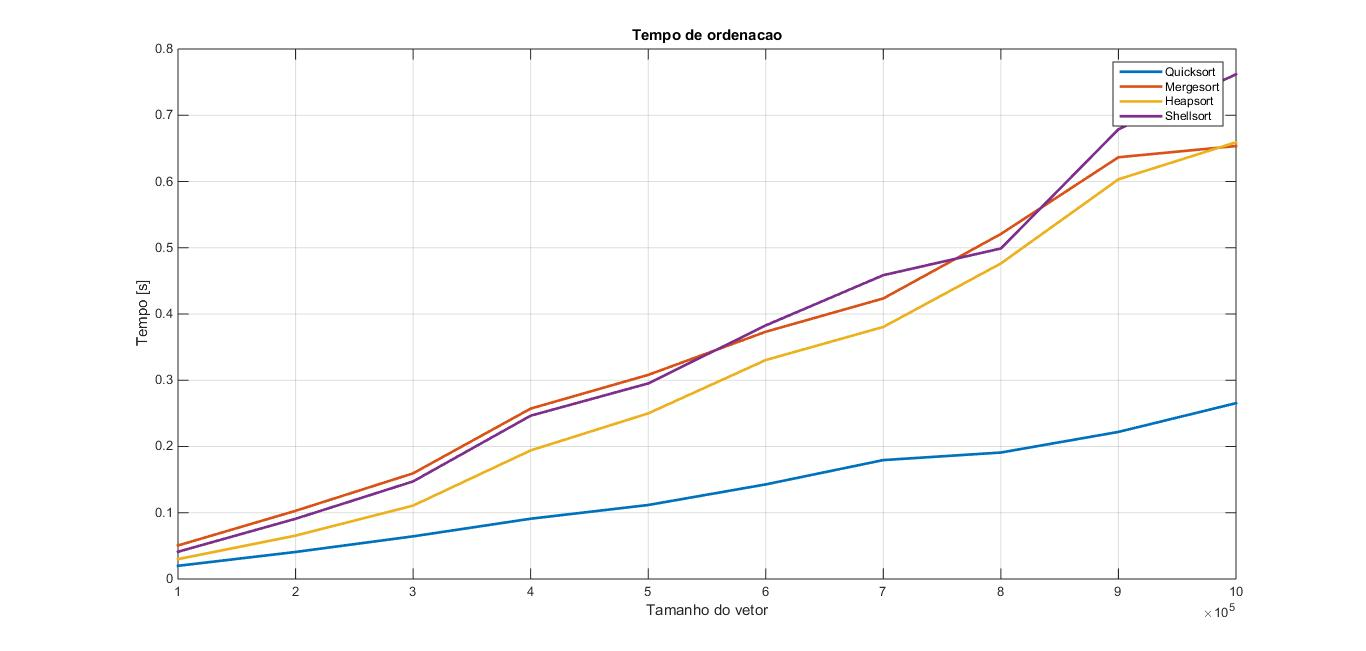 Tempo de ordenacao
Quicksort
Mergesort
Heapsort
Shellsort
Tempo [s]
0.8
0.7
0.6
0.5
0.4
0.3
0.2
0.1
0
1 2 3 4 5 6 7 8 9 10
Tamanho do vetor
×10⁵